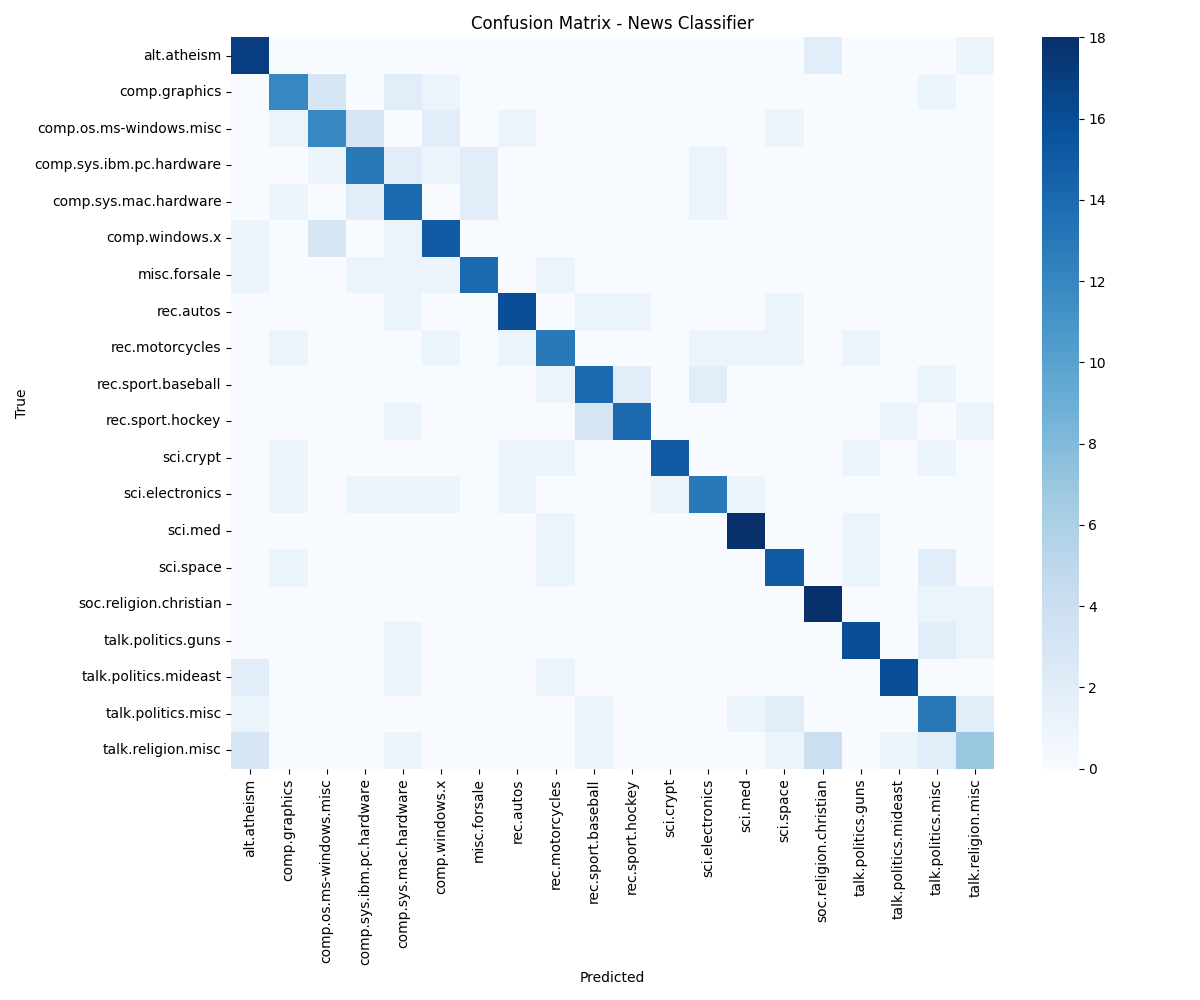 Confusion Matrix - News Classifier
True
alt.atheism
comp.graphics
comp.os.ms-windows.misc
comp.sys.ibm.pc.hardware
comp.sys.mac.hardware
comp.windows.x
misc.forsale
rec.autos
rec.motorcycles
rec.sport.baseball
rec.sport.hockey
sci.crypt
sci.electronics
sci.med
sci.space
soc.religion.christian
talk.politics.guns
talk.politics.mideast
talk.politics.misc
talk.religion.misc
alt.atheism
comp.graphics
comp.os.ms-windows.misc
comp.sys.ibm.pc.hardware
comp.sys.mac.hardware
comp.windows.x
misc.forsale
rec.autos
rec.motorcycles
rec.sport.baseball
rec.sport.hockey
sci.crypt
sci.electronics
sci.med
sci.space
soc.religion.christian
talk.politics.guns
talk.politics.mideast
talk.politics.misc
talk.religion.misc
Predicted
18
16
14
12
10
8
6
4
2
0